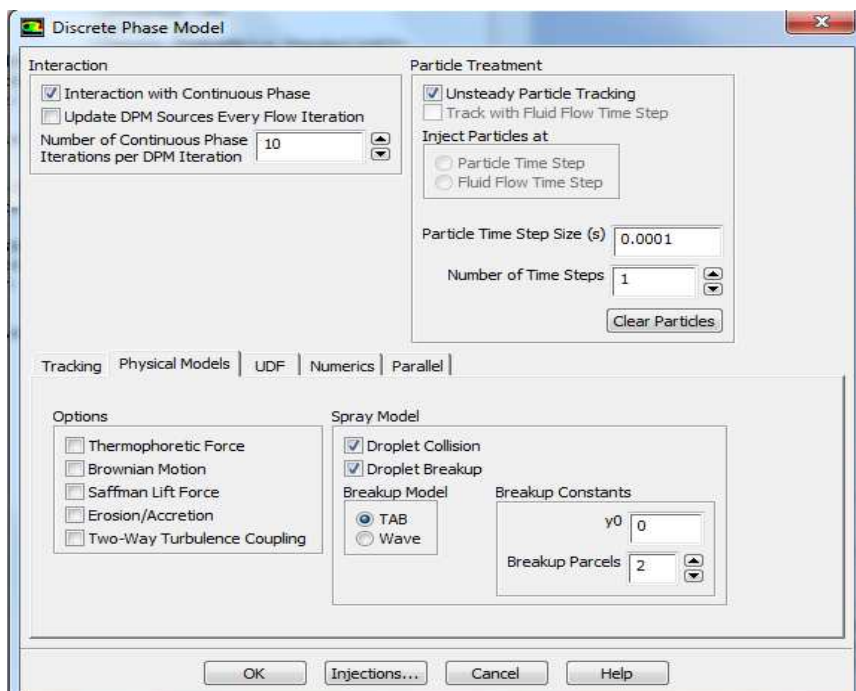 Discrete Phase Model
Interaction
Interaction with Continuous Phase
Update DPM Sources Every Flow Iteration
Number of Continuous Phase
Iterations per DPM Iteration
10
Particle Treatment
Unsteady Particle Tracking
Track with Fluid Flow Time Step
Inject Particles at
Particle Time Step
Fluid Flow Time Step
Particle Time Step Size (s) 0.0001
Number of Time Steps 1
Clear Particles
Tracking Physical Models UDF Numerics Parallel
Options
Thermophoretic Force
Brownian Motion
Saffman Lift Force
Erosion/Accretion
Two-Way Turbulence Coupling
Spray Model
Droplet Collision
Droplet Breakup
Breakup Model
TAB
Wave
Breakup Constants
y0 0
Breakup Parcels 2
OK Injections... Cancel Help